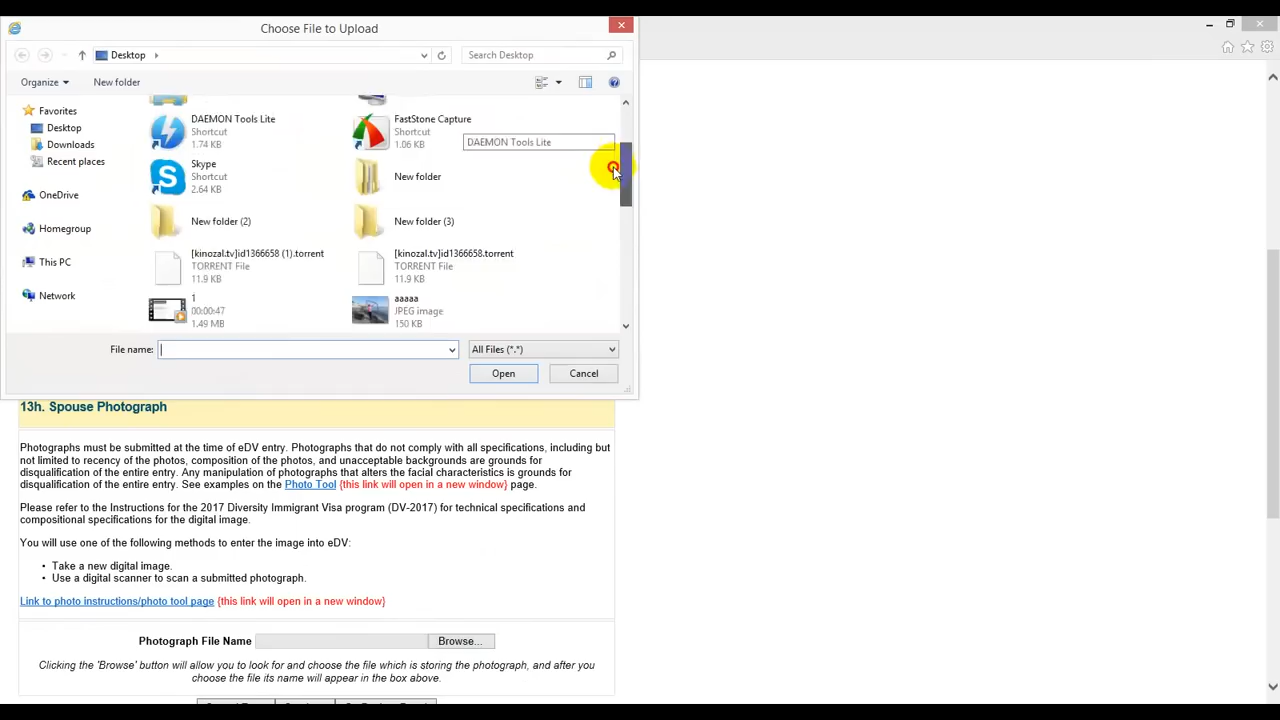 Choose File to Upload
Desktop
Search Desktop
Organize
New folder
Favorites
Desktop
Downloads
Recent places
OneDrive
Homegroup
This PC
Network
DAEMON Tools Lite
Shortcut
1.74 KB
FastStone Capture
Shortcut
1.06 KB
DAEMON Tools Lite
Skype
Shortcut
2.64 KB
New folder
New folder (2)
New folder (3)
[kinozal.tv]id1366658 (1).torrent
TORRENT File
11.9 KB
[kinozal.tv]id1366658.torrent
TORRENT File
11.9 KB
1
00:00:47
1.49 MB
aaaaa
JPEG image
150 KB
File name:
All Files (*.*)
Open
Cancel
13h. Spouse Photograph
Photographs must be submitted at the time of eDV entry. Photographs that do not comply with all specifications, including but
not limited to recency of the photos, composition of the photos, and unacceptable backgrounds are grounds for
disqualification of the entire entry. Any manipulation of photographs that alters the facial characteristics is grounds for
disqualification of the entire entry. See examples on the Photo Tool {this link will open in a new window} page.
Please refer to the Instructions for the 2017 Diversity Immigrant Visa program (DV-2017) for technical specifications and
compositional specifications for the digital image.
You will use one of the following methods to enter the image into eDV:
• Take a new digital image.
• Use a digital scanner to scan a submitted photograph.
Link to photo instructions/photo tool page {this link will open in a new window}
Photograph File Name
Browse...
Clicking the 'Browse' button will allow you to look for and choose the file which is storing the photograph, and after you
choose the file its name will appear in the box above.